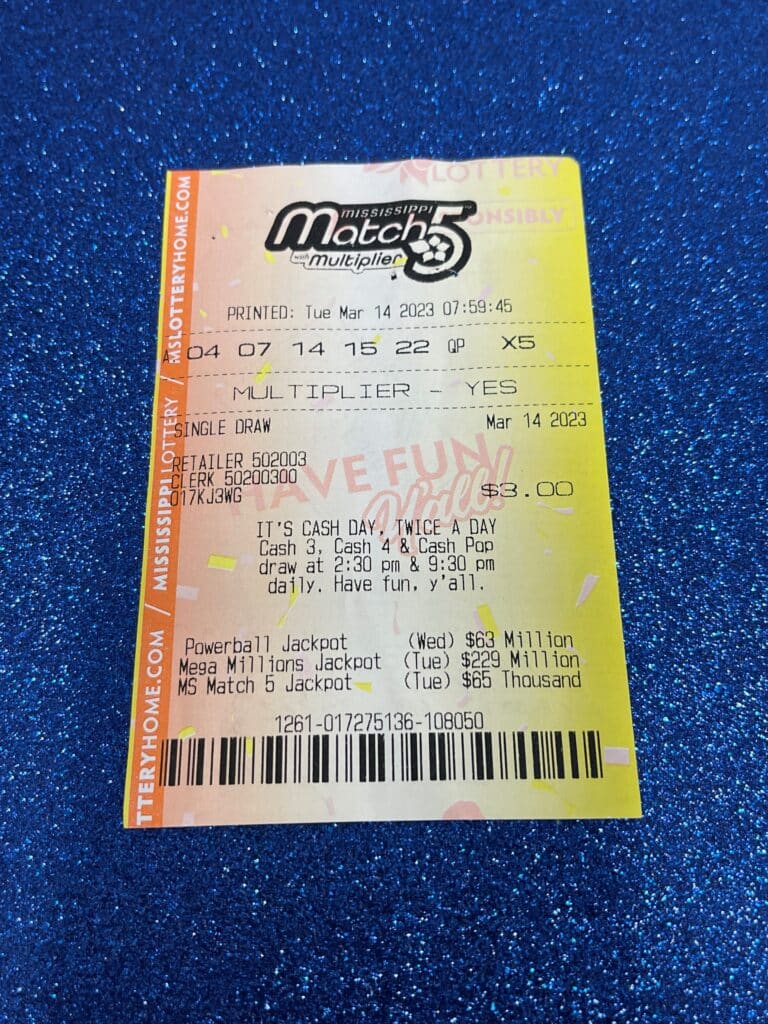 LOTTERY
ONSIBLY
MISSISSIPPI
Match 5
with Multiplier
PRINTED: Tue Mar 14 2023 07:59:45
A 04 07 14 15 22 QP X5
MULTIPLIER - YES
SINGLE DRAW Mar 14 2023
RETAILER 502003
CLERK 50200300
017KJ3WG
$3.00
HAVE FUN
Y'all!
IT'S CASH DAY, TWICE A DAY
Cash 3, Cash 4 & Cash Pop
draw at 2:30 pm & 9:30 pm
daily. Have fun, y'all.
Powerball Jackpot (Wed) $63 Million
Mega Millions Jackpot (Tue) $229 Million
MS Match 5 Jackpot (Tue) $65 Thousand
1261-017275136-108050
TTERYHOME.COM / MISSISSIPPILOTTERY / MSLOTTERYHOME.COM